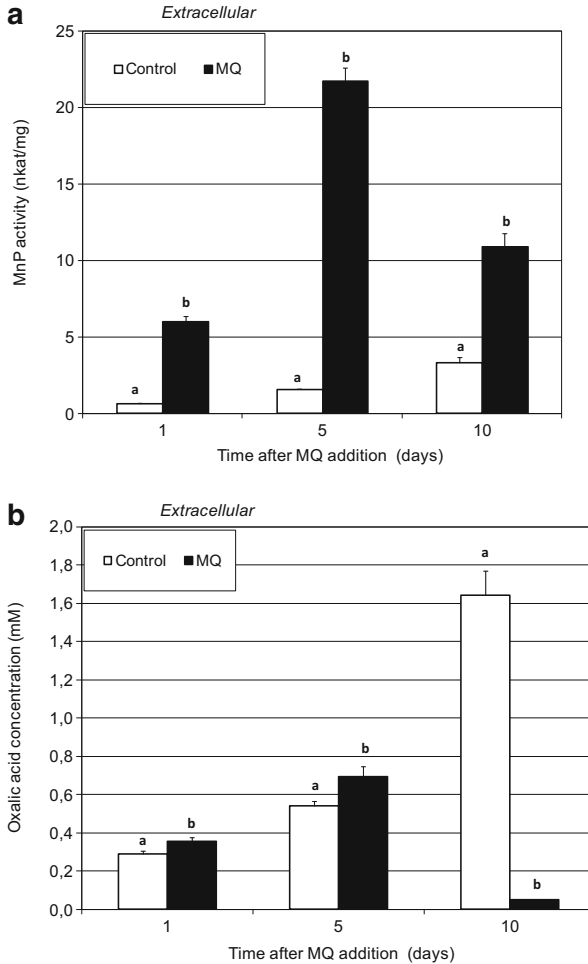 a
Extracellular
25
Control MQ
b
20
15
b
10
b
5
a
a
a
0
1 5 10
MnP activity (nkat/mg)
Time after MQ addition (days)
b
Extracellular
2,0
Control MQ
a
1,8
1,6
1,4
1,2
1,0
0,8
b
0,6
a
0,4
a b
0,2
b
0,0
1 5 10
Oxalic acid concentration (mM)
Time after MQ addition (days)